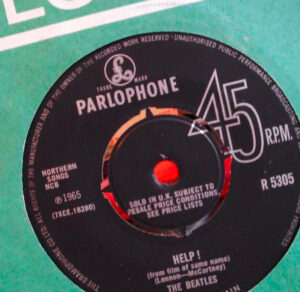 THE GRAMOPHONE CO. LTD. ALL RIGHTS OF THE MANUFACTURER AND OF THE OWNER OF THE RECORDED WORK RESERVED · UNAUTHORISED PUBLIC PERFORMANCE BROADCASTING
£
TRADE MARK
PARLOPHONE
45
R.P.M.
NORTHERN
SONGS
NCB
℗1965
(7XCE.18280)
SOLD IN U.K. SUBJECT TO
RESALE PRICE CONDITIONS,
SEE PRICE LISTS
R 5305
HELP!
(from film of same name)
(Lennon—McCartney)
THE BEATLES